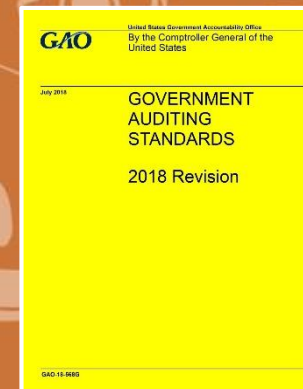 GAO
United States Government Accountability Office
By the Comptroller General of the
United States
July 2018
GOVERNMENT
AUDITING
STANDARDS
2018 Revision
GAO-18-568G